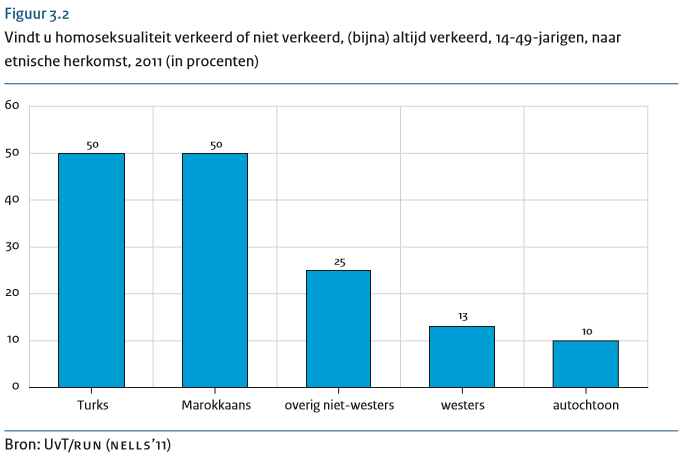 Figuur 3.2
Vindt u homoseksualiteit verkeerd of niet verkeerd, (bijna) altijd verkeerd, 14-49-jarigen, naar
etnische herkomst, 2011 (in procenten)
60
50
40
30
20
10
0
50
50
25
13
10
Turks
Marokkaans
overig niet-westers
westers
autochtoon
Bron: UvT/RUN (NELLS'11)